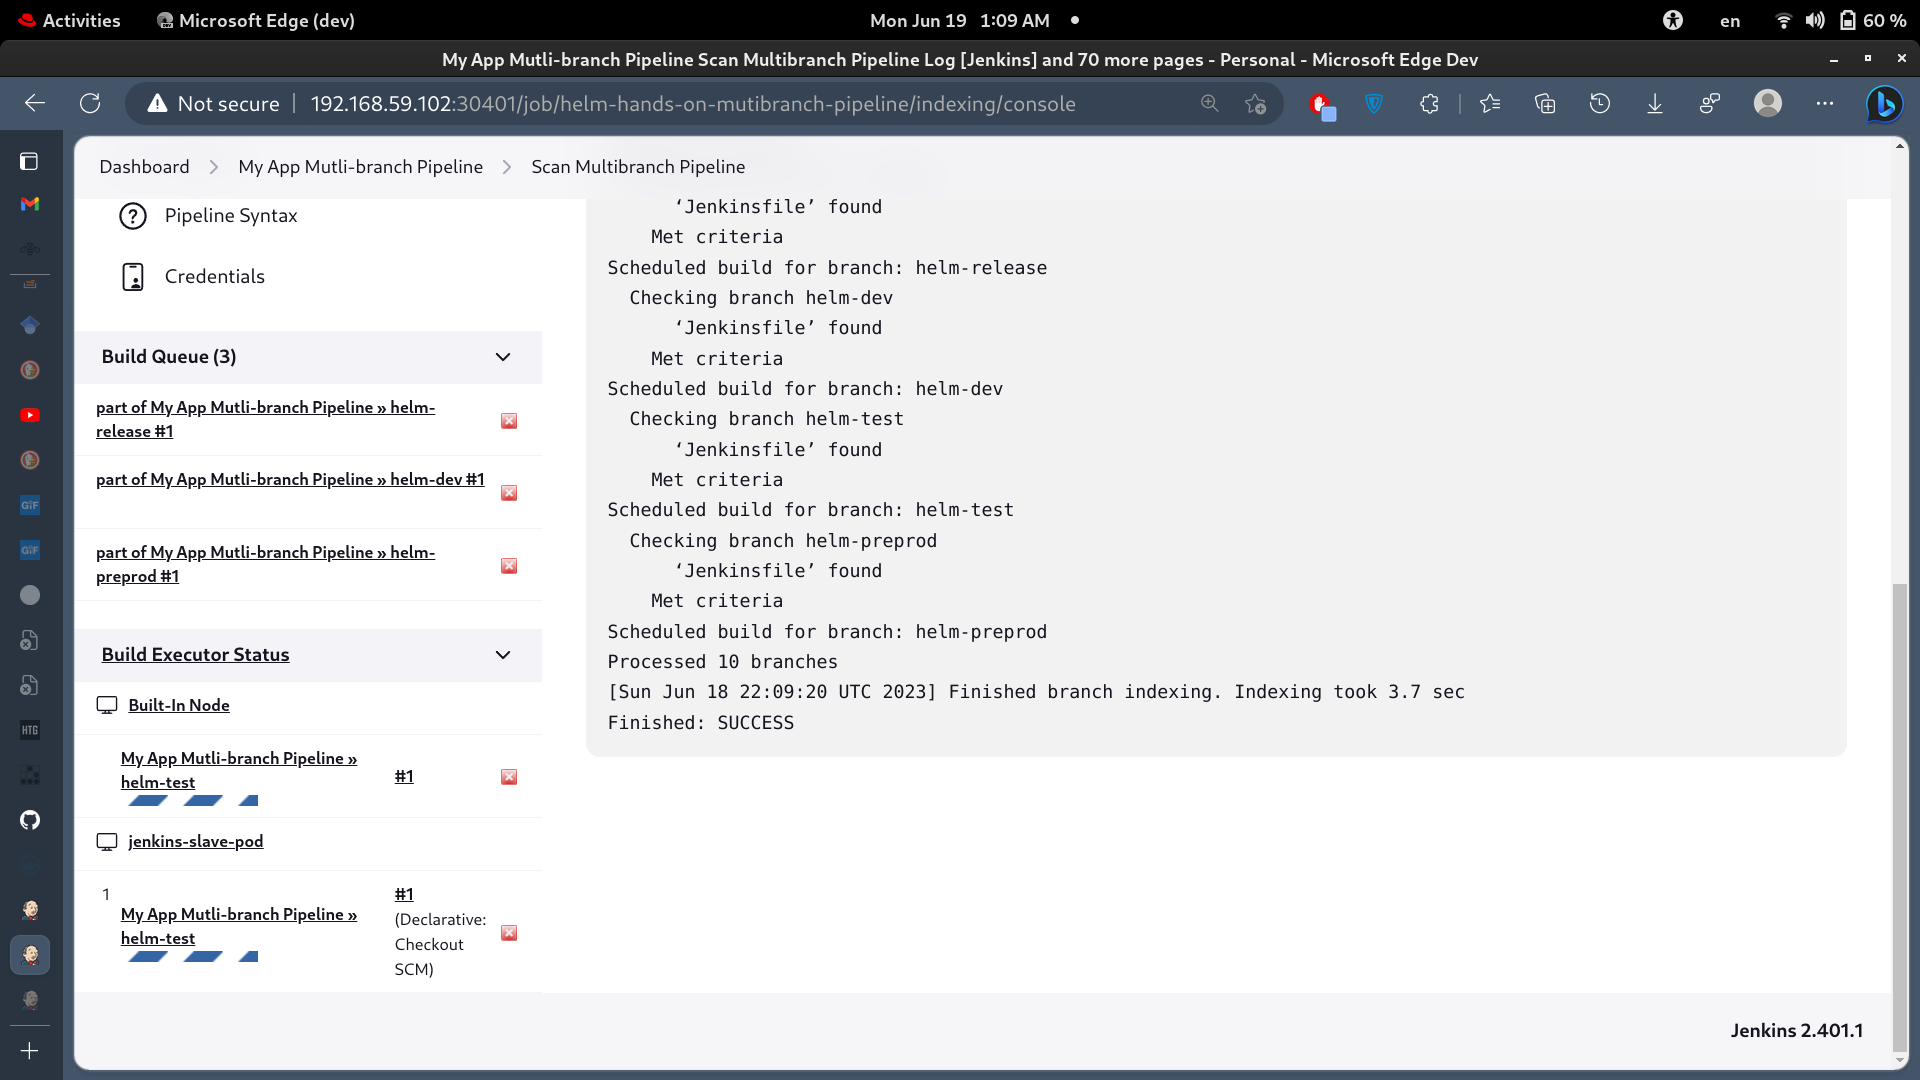 Activities
Microsoft Edge (dev)
Mon Jun 19 1:09 AM
en
60 %
My App Mutli-branch Pipeline Scan Multibranch Pipeline Log [Jenkins] and 70 more pages - Personal - Microsoft Edge Dev
Not secure
192.168.59.102:30401/job/helm-hands-on-mutibranch-pipeline/indexing/console
Dashboard
My App Mutli-branch Pipeline
Scan Multibranch Pipeline
Pipeline Syntax
Credentials
Build Queue (3)
part of My App Mutli-branch Pipeline » helm-
release #1
part of My App Mutli-branch Pipeline » helm-dev #1
part of My App Mutli-branch Pipeline » helm-
preprod #1
Build Executor Status
Built-In Node
My App Mutli-branch Pipeline »
helm-test
#1
jenkins-slave-pod
1
My App Mutli-branch Pipeline »
helm-test
#1
(Declarative:
Checkout
SCM)
‘Jenkinsfile’ found
Met criteria
Scheduled build for branch: helm-release
Checking branch helm-dev
‘Jenkinsfile’ found
Met criteria
Scheduled build for branch: helm-dev
Checking branch helm-test
‘Jenkinsfile’ found
Met criteria
Scheduled build for branch: helm-test
Checking branch helm-preprod
‘Jenkinsfile’ found
Met criteria
Scheduled build for branch: helm-preprod
Processed 10 branches
[Sun Jun 18 22:09:20 UTC 2023] Finished branch indexing. Indexing took 3.7 sec
Finished: SUCCESS
Jenkins 2.401.1
GIF
GIF
HTG